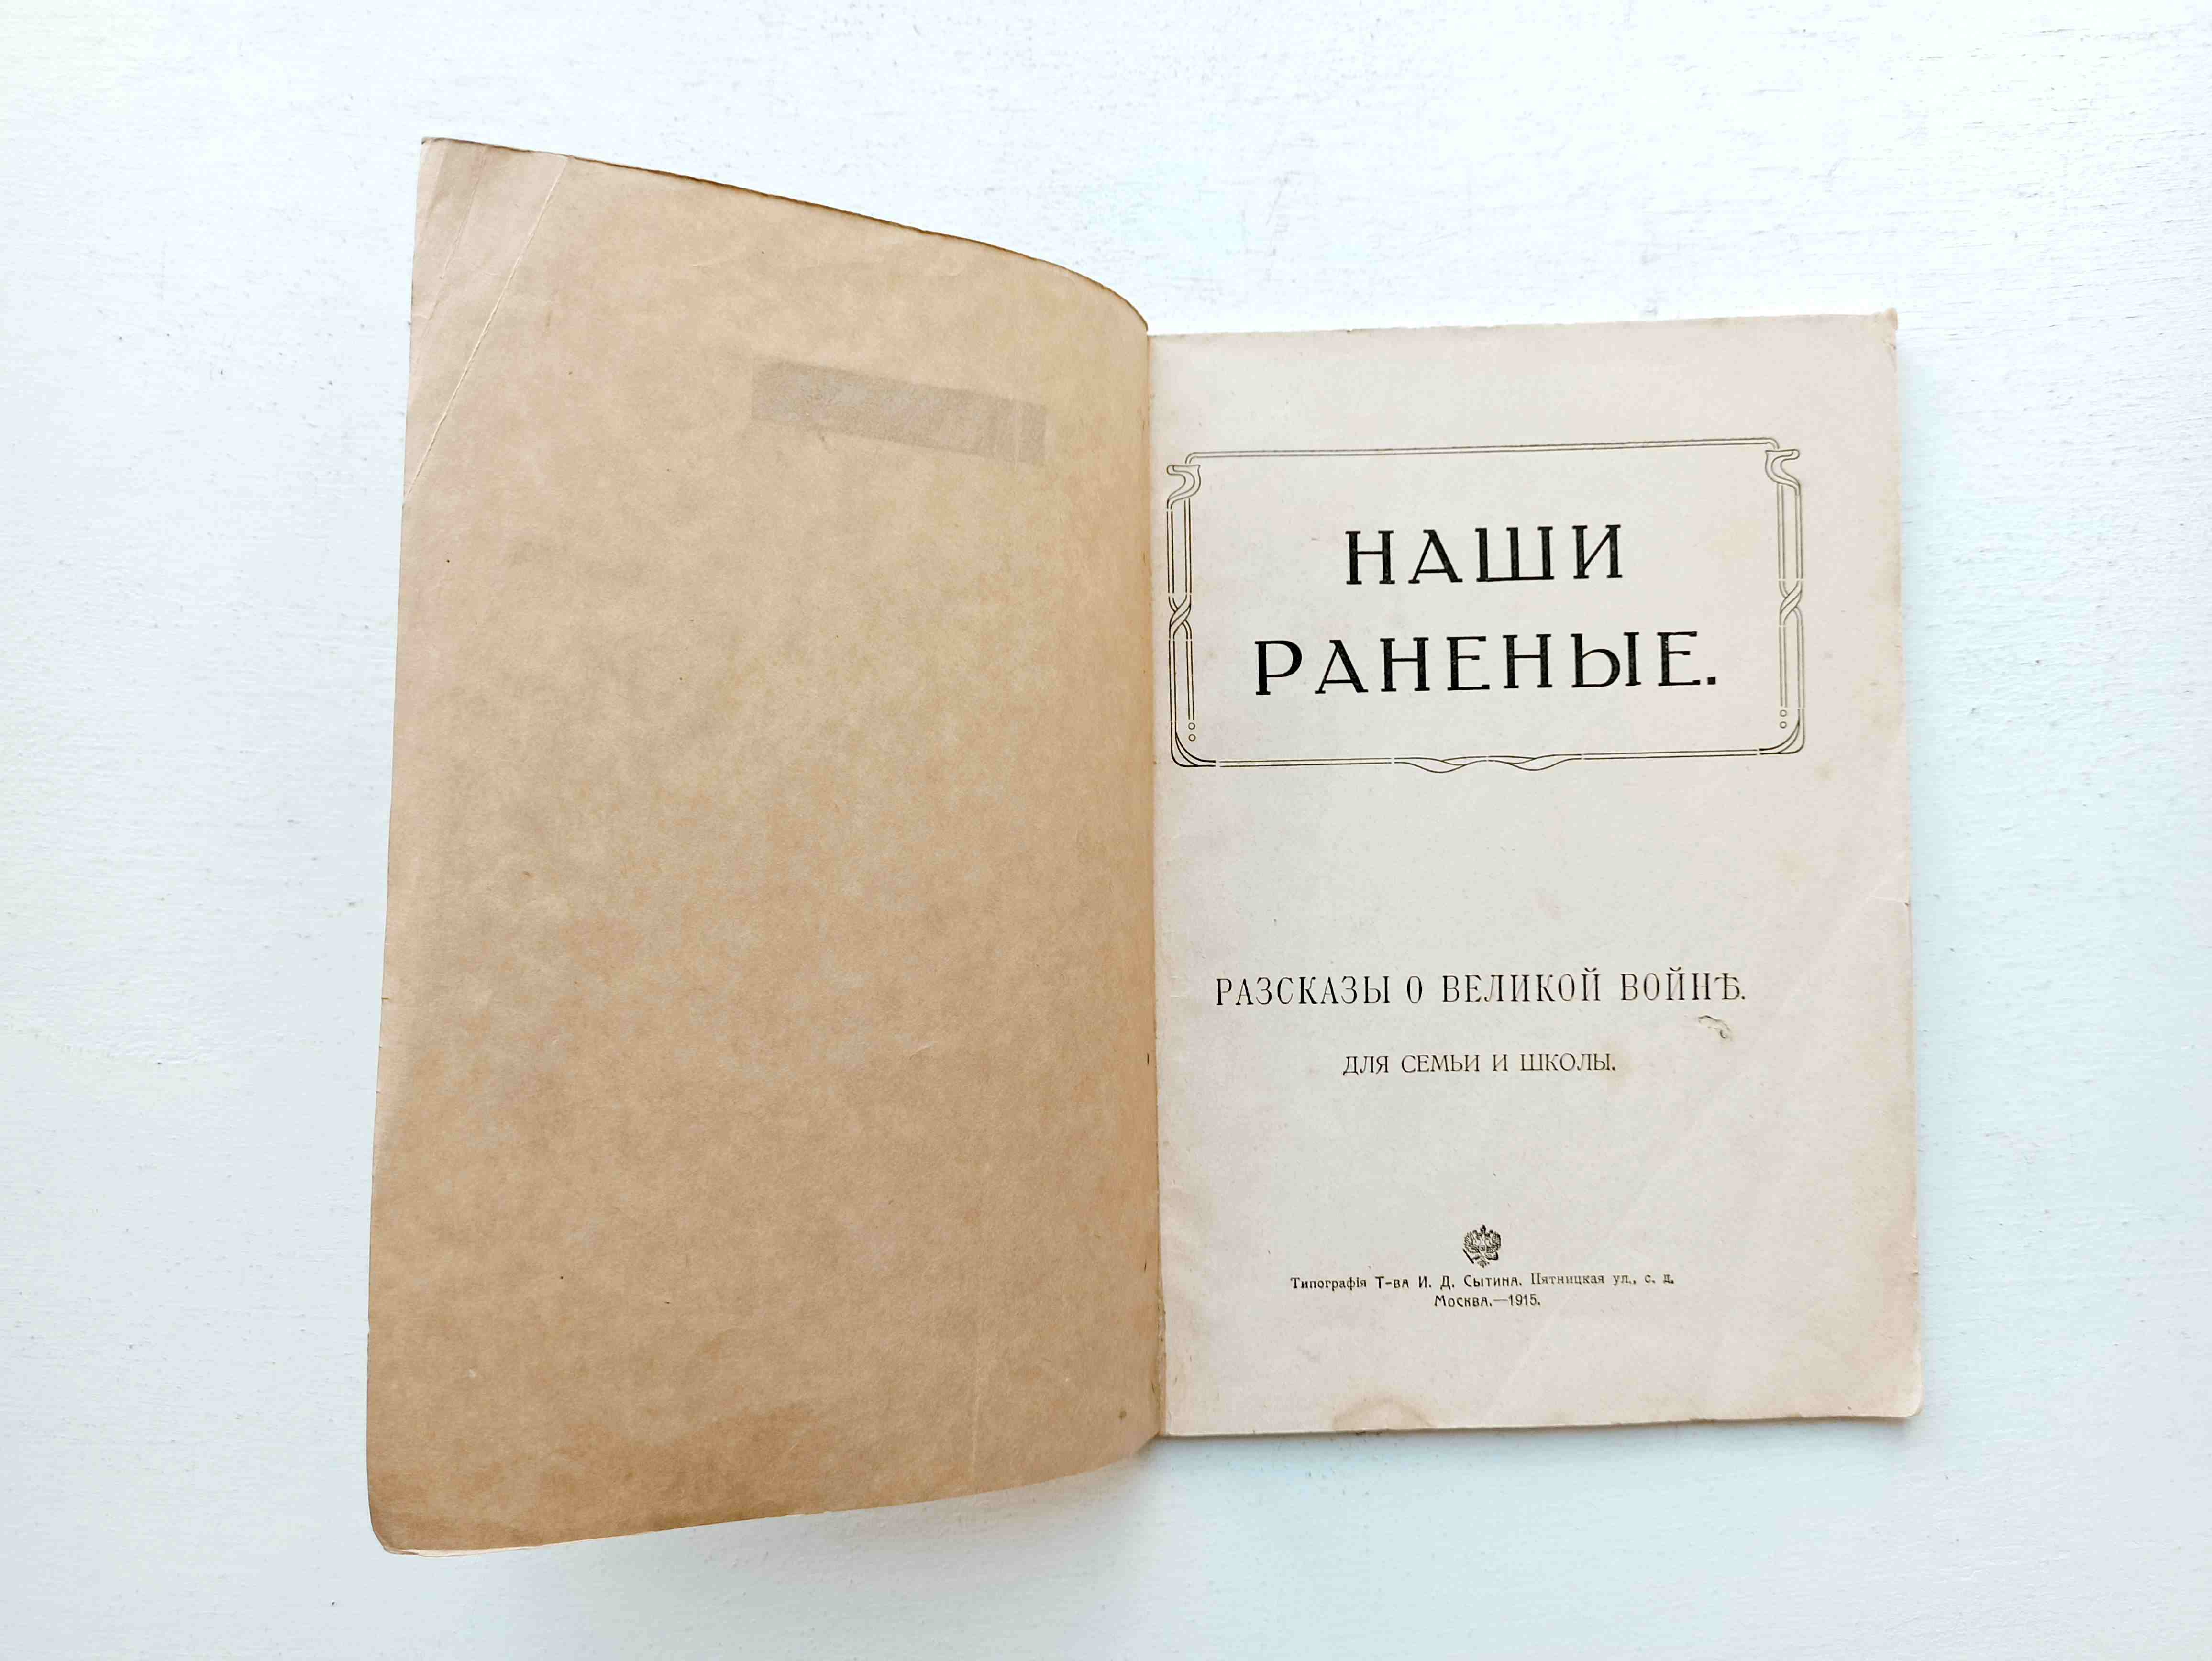 НАШИ
РАНЕНЫЕ.
РАЗСКАЗЫ О ВЕЛИКОЙ ВОЙНѢ.
ДЛЯ СЕМЬИ И ШКОЛЫ.
Типографія Т-ва И. Д. Сытина. Пятницкая ул., с. д.
Москва.—1915.